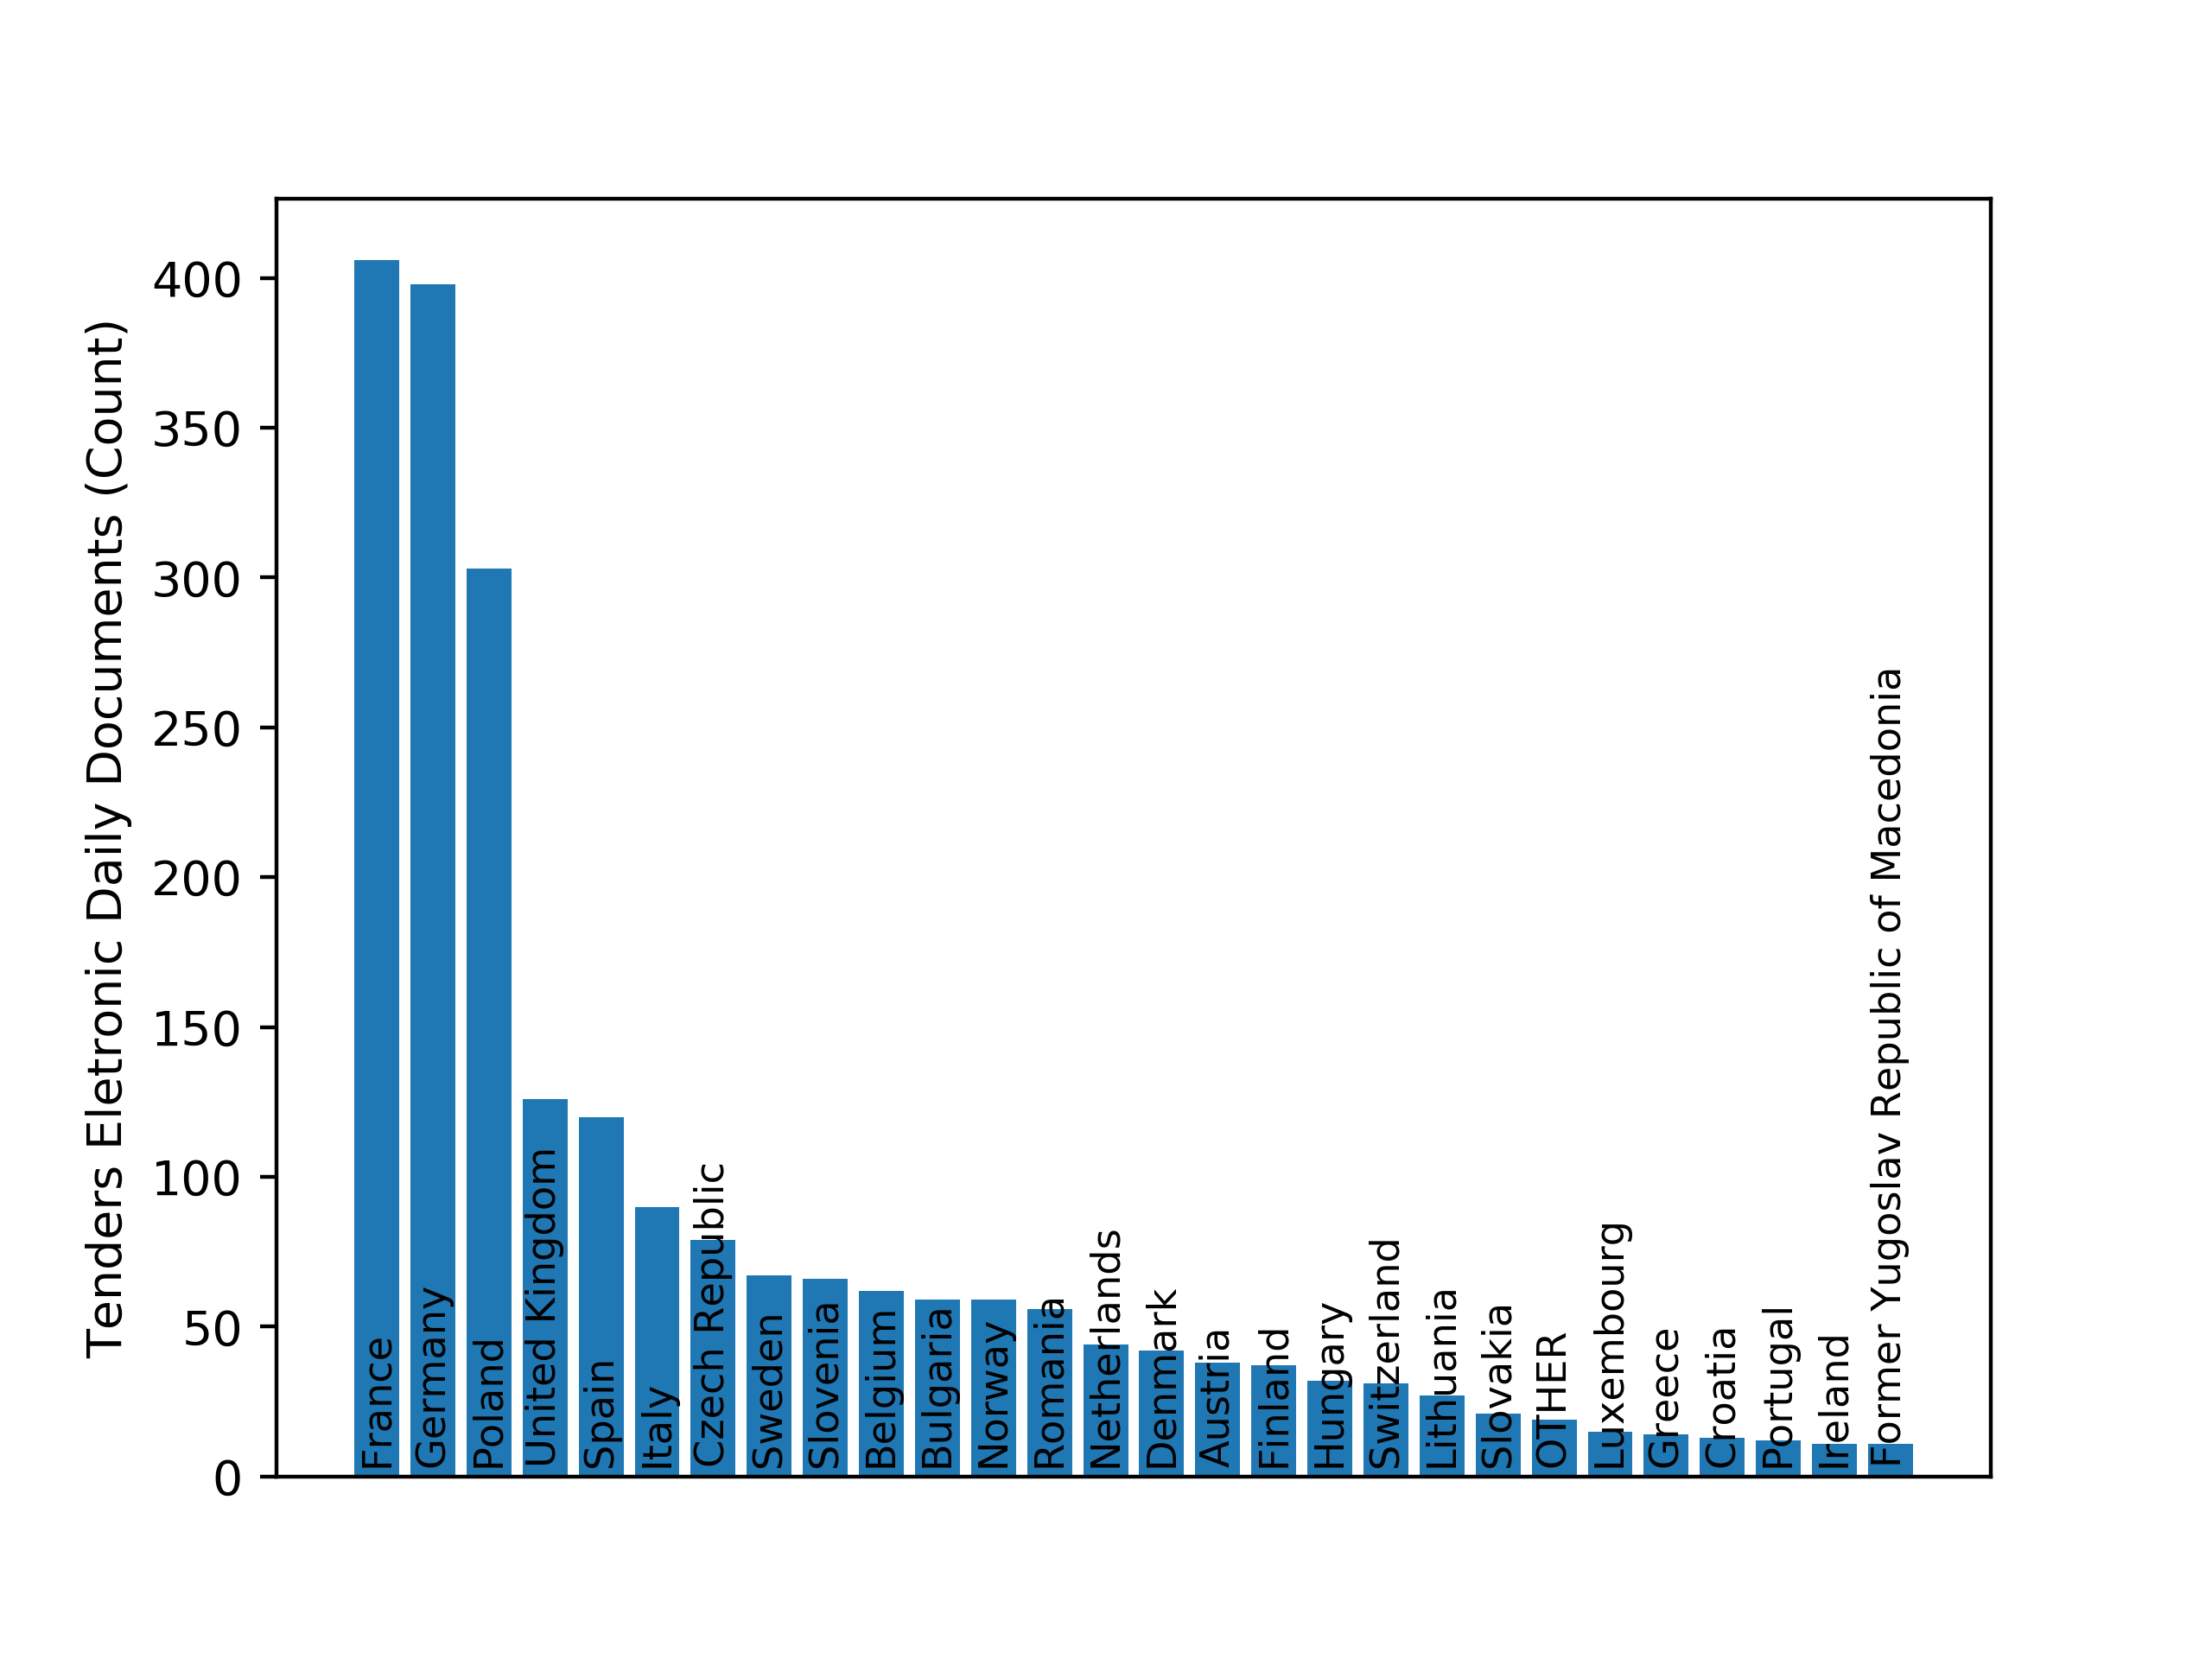 Tenders Eletronic Daily Documents (Count)
400
350
300
250
200
150
100
50
0
France
Germany
Poland
United Kingdom
Spain
Italy
Czech Republic
Sweden
Slovenia
Belgium
Bulgaria
Norway
Romania
Netherlands
Denmark
Austria
Finland
Hungary
Switzerland
Lithuania
Slovakia
OTHER
Luxembourg
Greece
Croatia
Portugal
Ireland
Former Yugoslav Republic of Macedonia